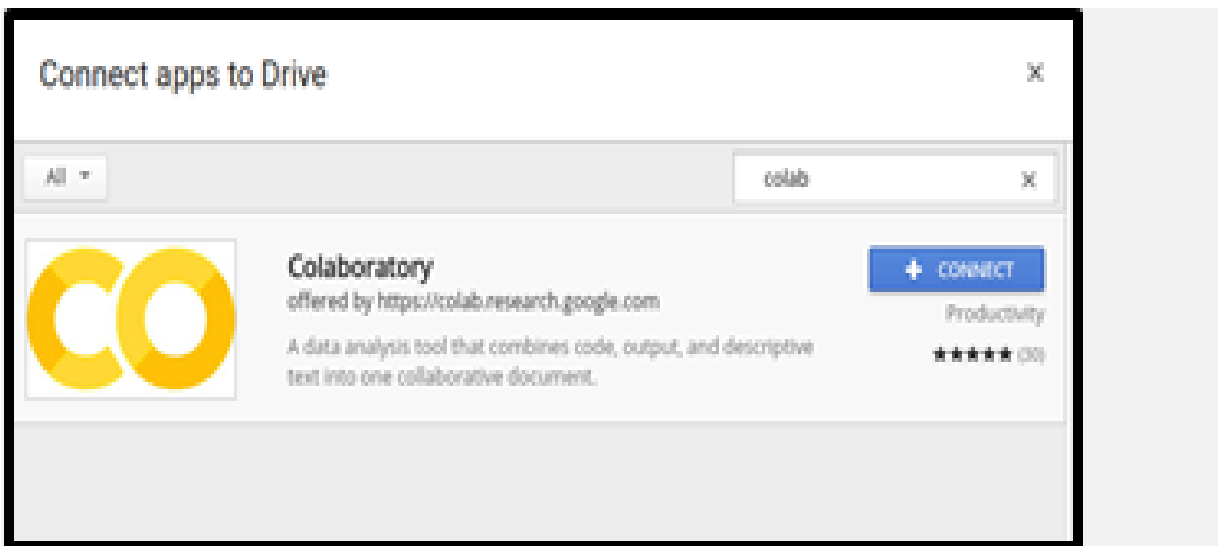 Connect apps to Drive
X
All
colab
X
Colaboratory
offered by https://colab.research.google.com
A data analysis tool that combines code, output, and descriptive
text into one collaborative document.
CONNECT
Productivity
(30)